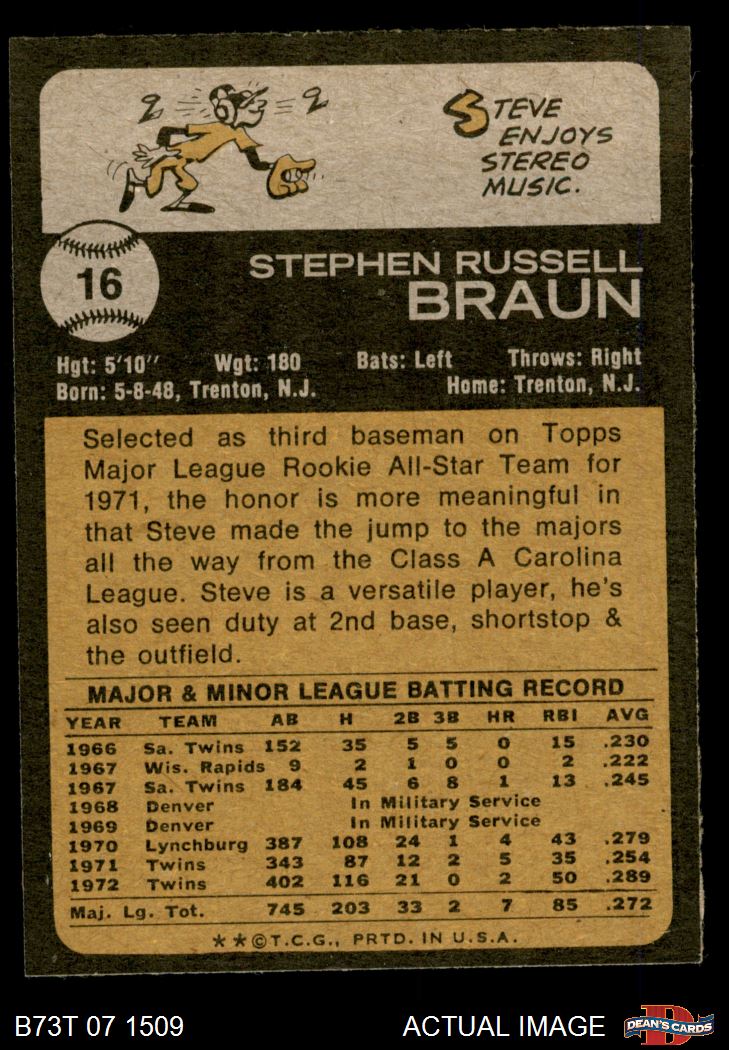 STEVE
ENJOYS
STEREO
MUSIC.
16
STEPHEN RUSSELL
BRAUN
Hgt: 5'10" Wgt: 180 Bats: Left Throws: Right
Born: 5-8-48, Trenton, N.J. Home: Trenton, N.J.
Selected as third baseman on Topps
Major League Rookie All-Star Team for
1971, the honor is more meaningful in
that Steve made the jump to the majors
all the way from the Class A Carolina
League. Steve is a versatile player, he's
also seen duty at 2nd base, shortstop &
the outfield.
MAJOR & MINOR LEAGUE BATTING RECORD
YEAR TEAM AB H 2B 3B HR RBI AVG
1966 Sa. Twins 152 35 5 5 0 15 .230
1967 Wis. Rapids 9 2 1 0 0 2 .222
1967 Sa. Twins 184 45 6 8 1 13 .245
1968 Denver In Military Service
1969 Denver In Military Service
1970 Lynchburg 387 108 24 1 4 43 .279
1971 Twins 343 87 12 2 5 35 .254
1972 Twins 402 116 21 0 2 50 .289
Maj. Lg. Tot. 745 203 33 2 7 85 .272
**©T.C.G., PRTD. IN U.S.A.
B73T 07 1509 ACTUAL IMAGE D DEAN'S CARDS